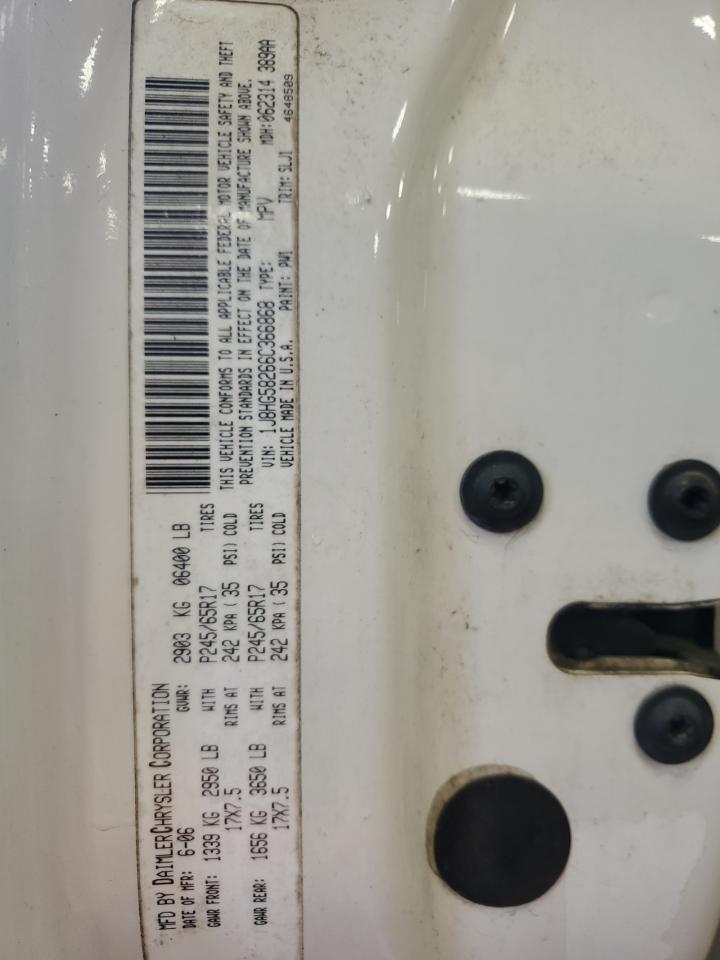 MFD BY DAIMLERCHRYSLER CORPORATION
DATE OF MFR: 6-06 GVWR: 2903 KG 06400 LB
GAWR FRONT: 1339 KG 2950 LB WITH P245/65R17 TIRES
17X7.5 RIMS AT 242 KPA ( 35 PSI) COLD
GAWR REAR: 1656 KG 3650 LB WITH P245/65R17 TIRES
17X7.5 RIMS AT 242 KPA ( 35 PSI) COLD
THIS VEHICLE CONFORMS TO ALL APPLICABLE FEDERAL MOTOR VEHICLE SAFETY AND THEFT
PREVENTION STANDARDS IN EFFECT ON THE DATE OF MANUFACTURE SHOWN ABOVE.
VIN: 1J8HG58266C366868 TYPE: MPV MDH:062314 389AA
VEHICLE MADE IN U.S.A. PAINT: PW1 TRIM: SLJ1 4648509